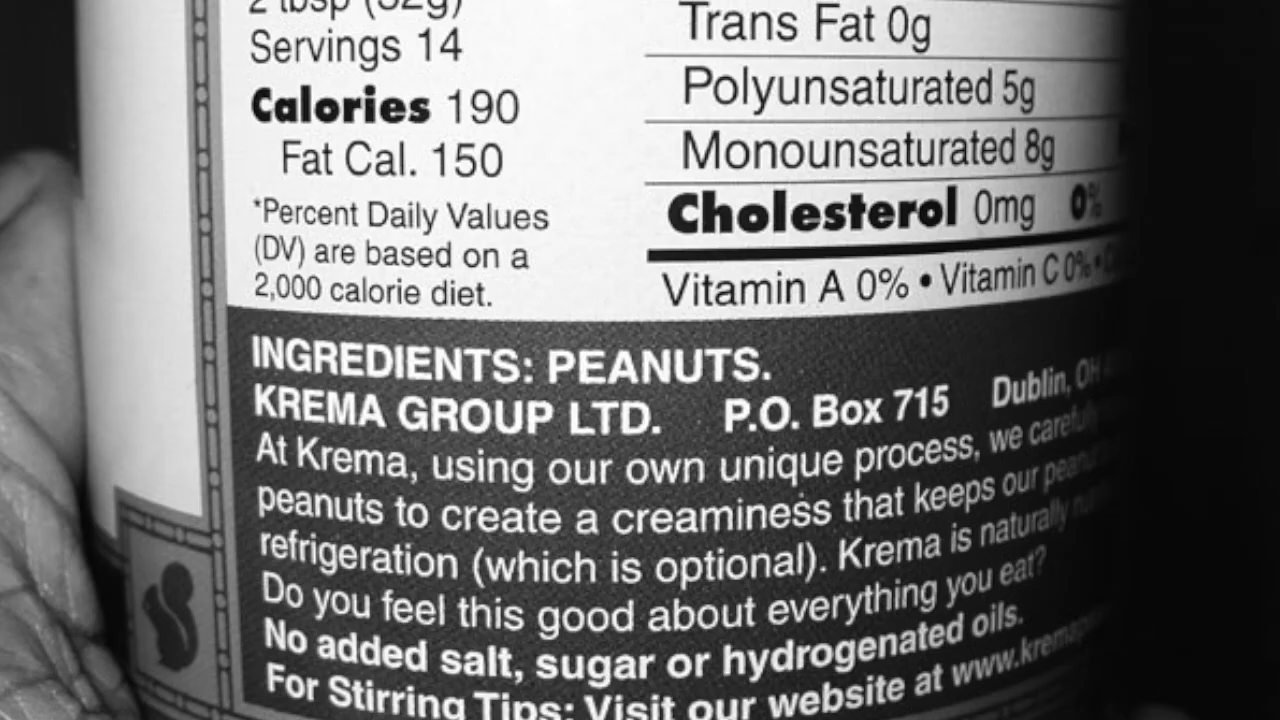 2 tbsp (32g)
Servings 14
Calories 190
Fat Cal. 150
*Percent Daily Values
(DV) are based on a
2,000 calorie diet.
Trans Fat 0g
Polyunsaturated 5g
Monounsaturated 8g
Cholesterol 0mg 0%
Vitamin A 0% • Vitamin C 0% •
INGREDIENTS: PEANUTS.
KREMA GROUP LTD. P.O. Box 715 Dublin, OH
At Krema, using our own unique process, we carefully
peanuts to create a creaminess that keeps our
refrigeration (which is optional). Krema is naturally
Do you feel this good about everything you eat?
No added salt, sugar or hydrogenated oils.
For Stirring Tips: Visit our website at